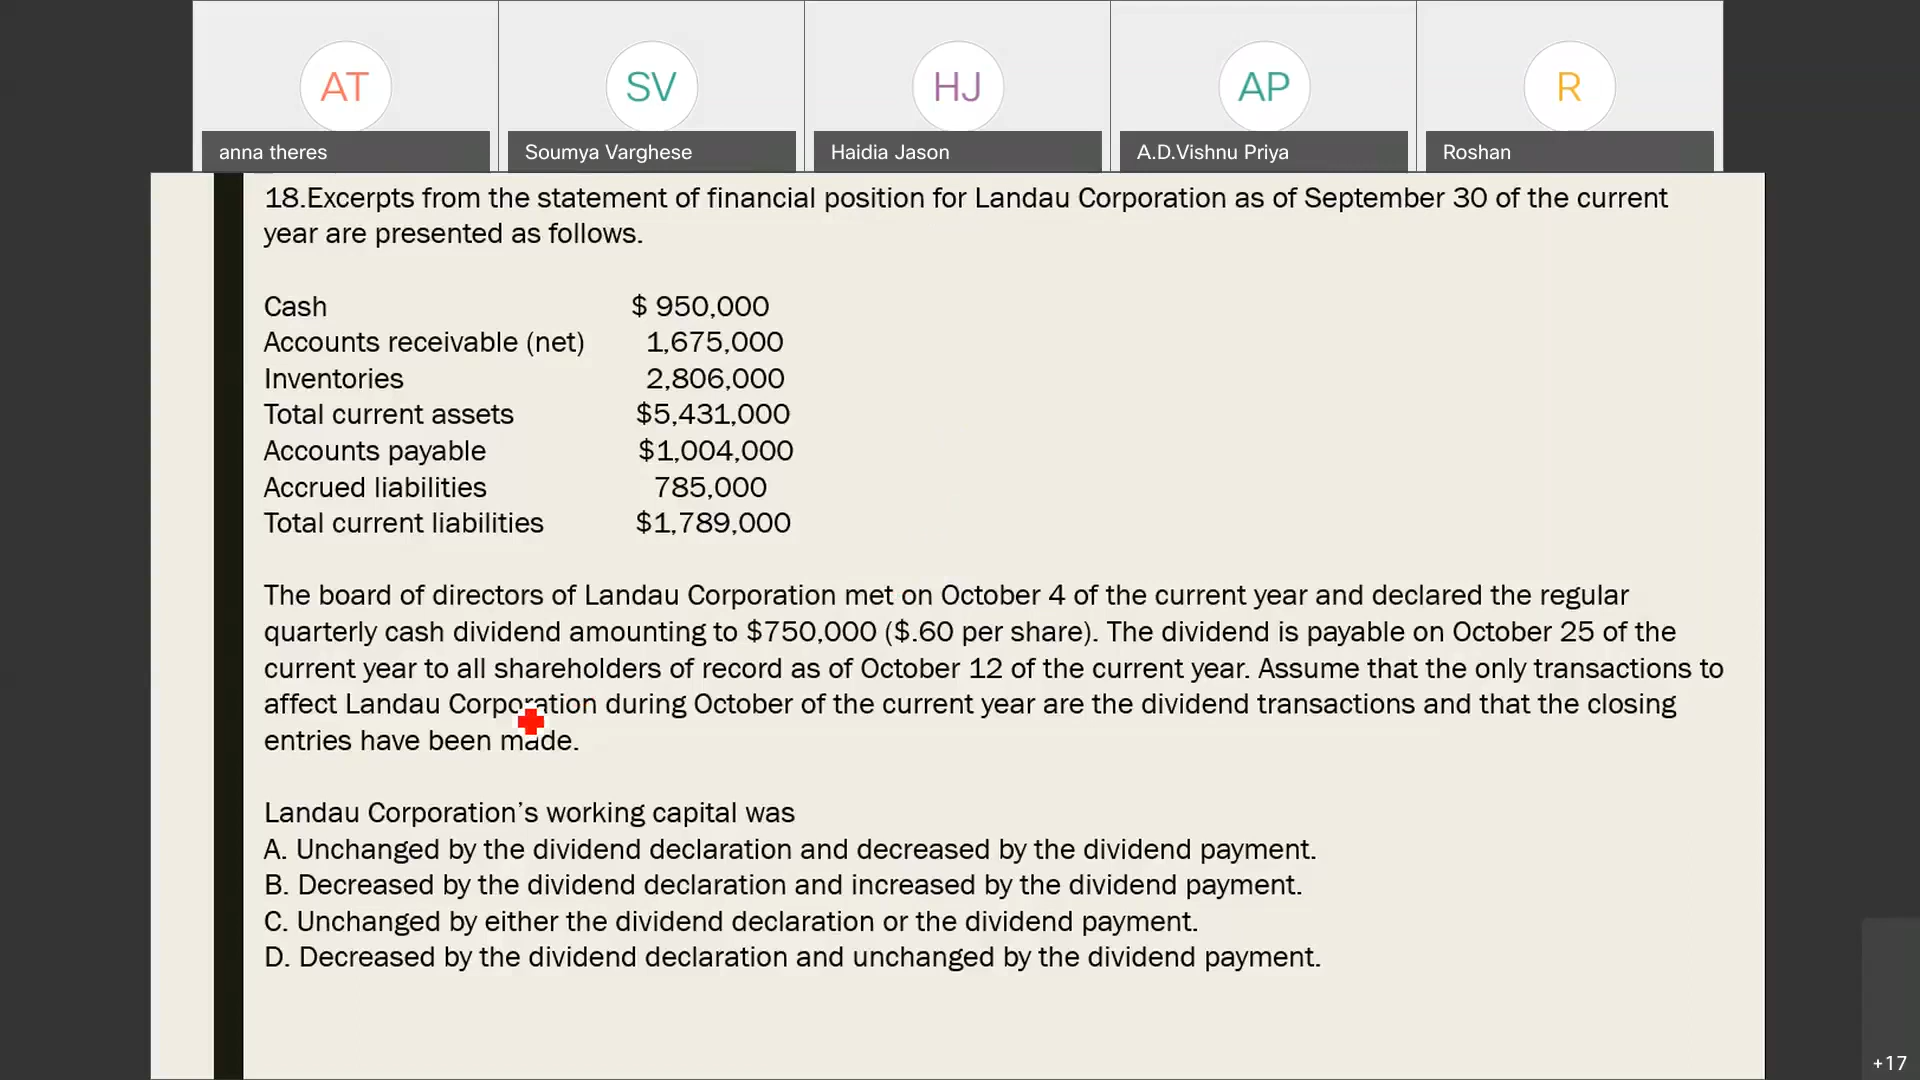 AT
SV
HJ
AP
R
anna theres
Soumya Varghese
Haidia Jason
A.D.Vishnu Priya
Roshan
18.Excerpts from the statement of financial position for Landau Corporation as of September 30 of the current
year are presented as follows.
Cash $ 950,000
Accounts receivable (net) 1,675,000
Inventories 2,806,000
Total current assets $5,431,000
Accounts payable $1,004,000
Accrued liabilities 785,000
Total current liabilities $1,789,000
The board of directors of Landau Corporation met on October 4 of the current year and declared the regular
quarterly cash dividend amounting to $750,000 ($.60 per share). The dividend is payable on October 25 of the
current year to all shareholders of record as of October 12 of the current year. Assume that the only transactions to
affect Landau Corporation during October of the current year are the dividend transactions and that the closing
entries have been made.
Landau Corporation’s working capital was
A. Unchanged by the dividend declaration and decreased by the dividend payment.
B. Decreased by the dividend declaration and increased by the dividend payment.
C. Unchanged by either the dividend declaration or the dividend payment.
D. Decreased by the dividend declaration and unchanged by the dividend payment.
+17